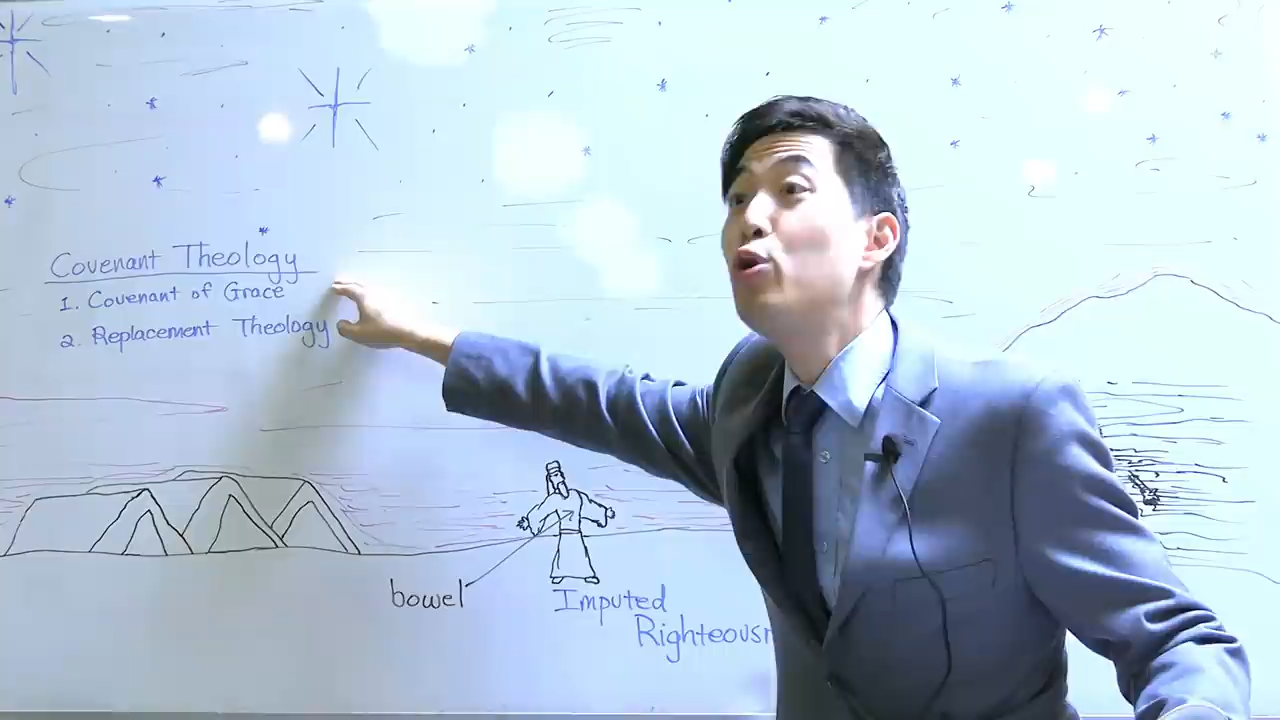 Covenant Theology
1. Covenant of Grace
2. Replacement Theology
bowel
Imputed